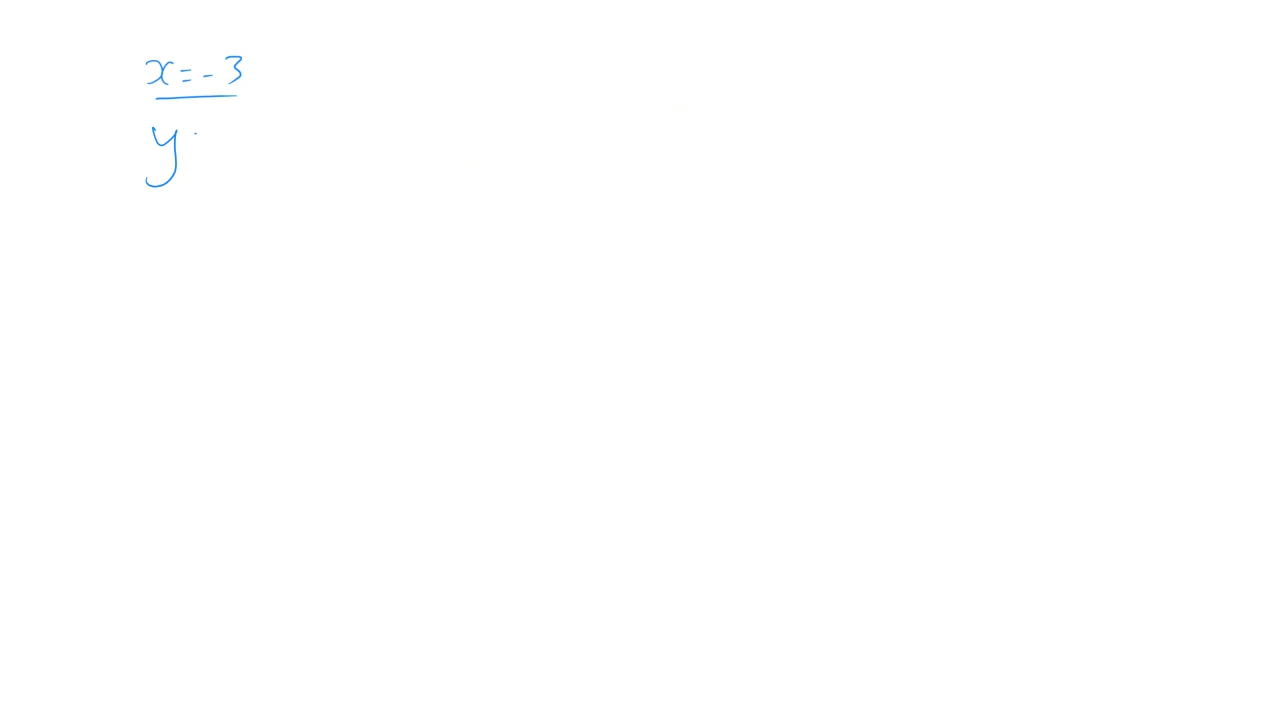 x = - 3
y